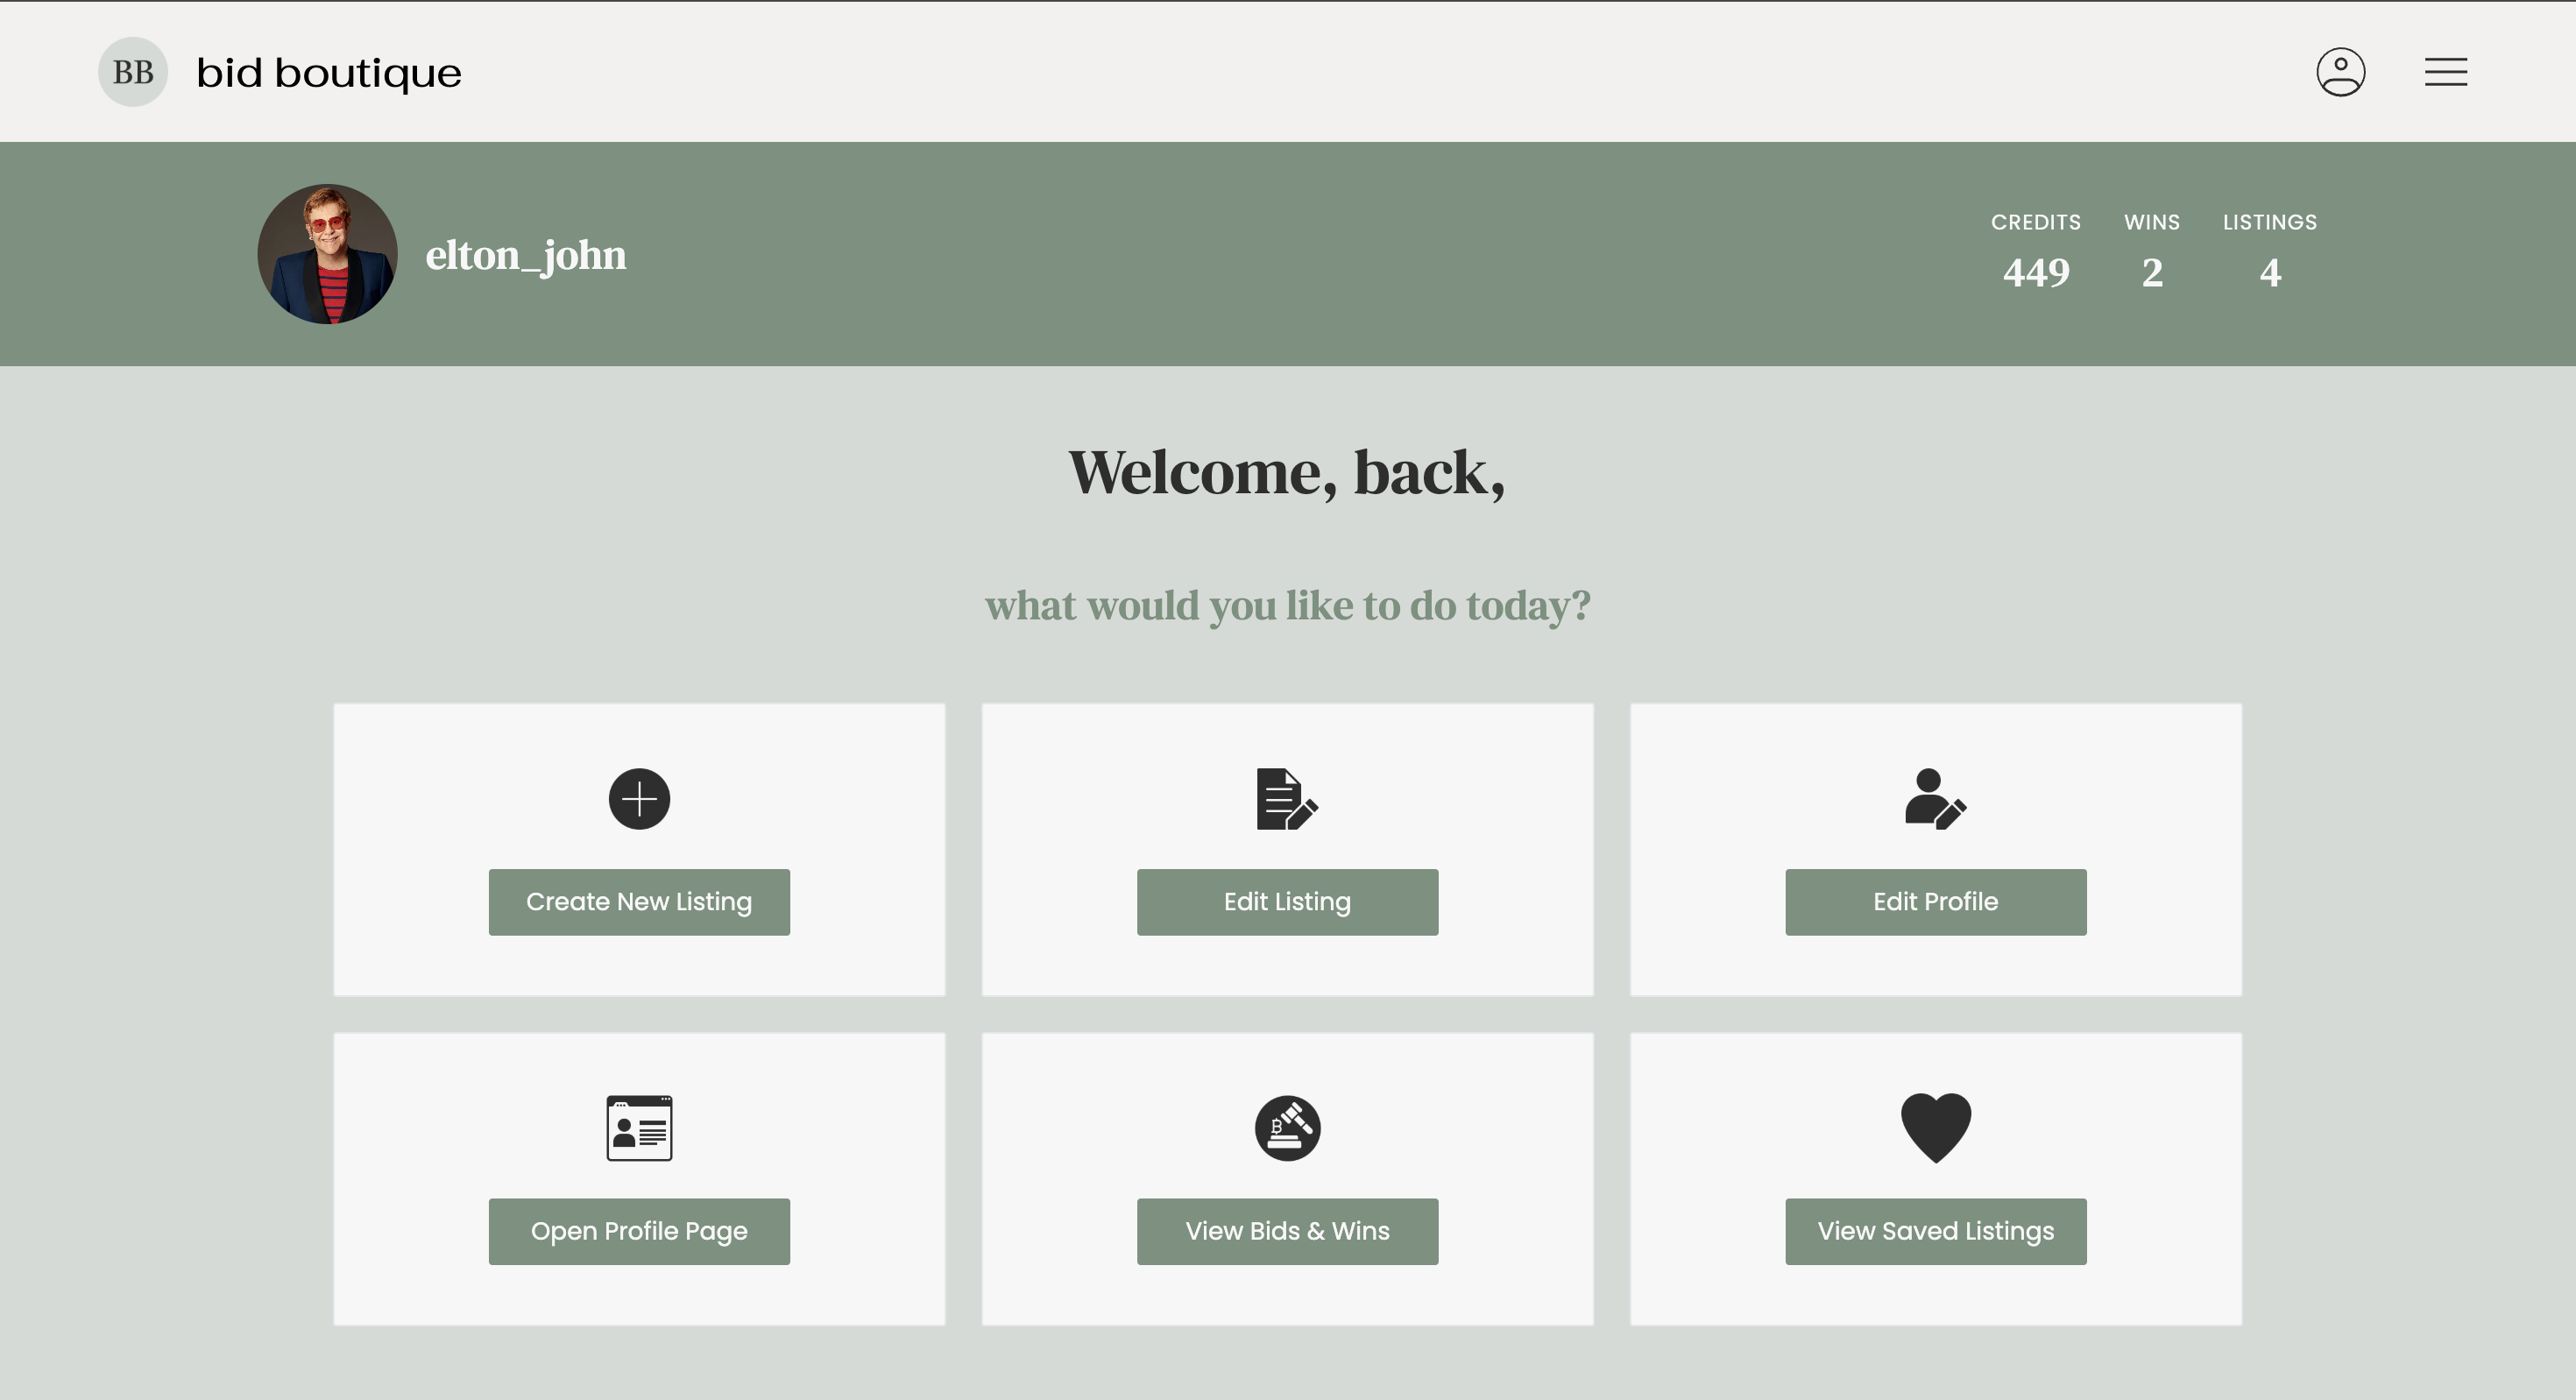 BB bid boutique
elton_john
CREDITS WINS LISTINGS
449 2 4
Welcome, back,
what would you like to do today?
Create New Listing
Edit Listing
Edit Profile
Open Profile Page
View Bids & Wins
View Saved Listings